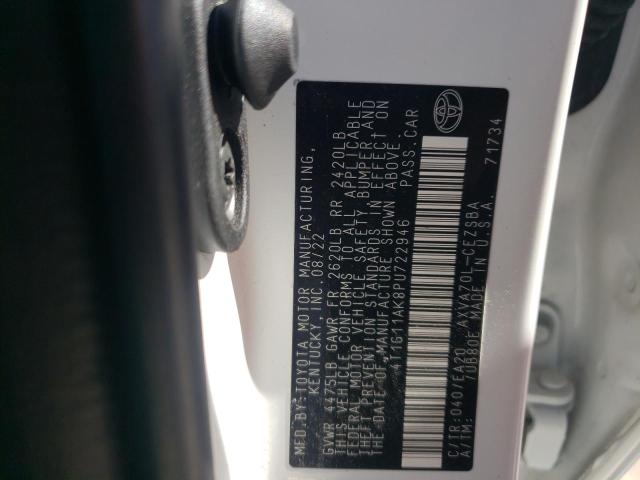 MFD.BY:TOYOTA MOTOR MANUFACTURING,
KENTUCKY,INC. 08/22
GVWR 4475LB GAWR FR 2620LB RR 2420LB
THIS VEHICLE CONFORMS TO ALL APPLICABLE
FEDERAL MOTOR VEHICLE SAFETY, BUMPER AND
THEFT PREVENTION STANDARDS IN EFFECT ON
THE DATE OF MANUFACTURE SHOWN ABOVE.
4T1G11AK8PU722946 PASS.CAR
C/TR:040/EA20 AXVA70L-CEZSBA
A/TM: /UB80E MADE IN U.S.A. 71734